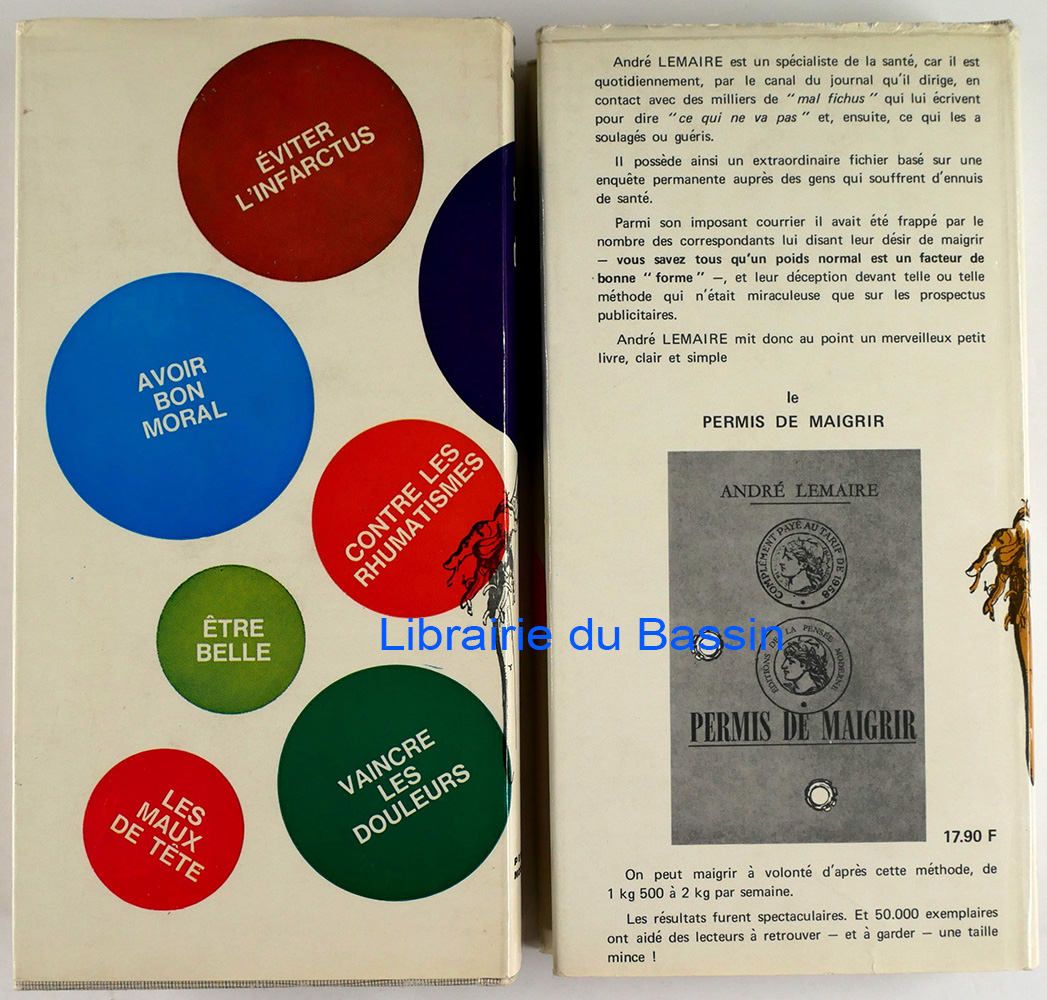 ÉVITER
L'INFARCTUS
AVOIR
BON
MORAL
CONTRE LES
RHUMATISMES
ÊTRE
BELLE
VAINCRE
LES
DOULEURS
LES
MAUX
DE TÊTE
André LEMAIRE est un spécialiste de la santé, car il est
quotidiennement, par le canal du journal qu'il dirige, en
contact avec des milliers de "mal fichus" qui lui écrivent
pour dire "ce qui ne va pas" et, ensuite, ce qui les a
soulagés ou guéris.
Il possède ainsi un extraordinaire fichier basé sur une
enquête permanente auprès des gens qui souffrent d'ennuis
de santé.
Parmi son imposant courrier il avait été frappé par le
nombre des correspondants lui disant leur désir de maigrir
— vous savez tous qu'un poids normal est un facteur de
bonne "forme" —, et leur déception devant telle ou telle
méthode qui n'était miraculeuse que sur les prospectus
publicitaires.
André LEMAIRE mit donc au point un merveilleux petit
livre, clair et simple
le
PERMIS DE MAIGRIR
ANDRÉ LEMAIRE
COMPLÉMENT PAYÉ AU TARIF DE 1958
ÉDITIONS DE LA PENSÉE MODERNE
PERMIS DE MAIGRIR
17.90 F
On peut maigrir à volonté d'après cette méthode, de
1 kg 500 à 2 kg par semaine.
Les résultats furent spectaculaires. Et 50.000 exemplaires
ont aidé des lecteurs à retrouver — et à garder — une taille
mince !
Librairie du Bassin